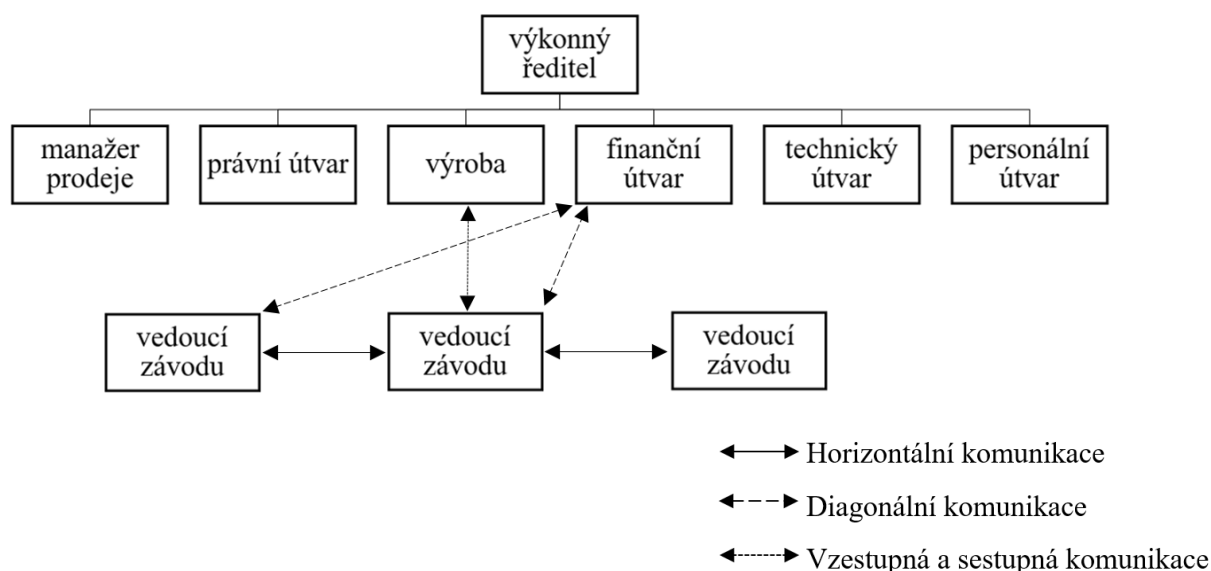 výkonný
ředitel
manažer
prodeje
právní útvar
výroba
finanční
útvar
technický
útvar
personální
útvar
vedoucí
závodu
vedoucí
závodu
vedoucí
závodu
Horizontální komunikace
Diagonální komunikace
Vzestupná a sestupná komunikace